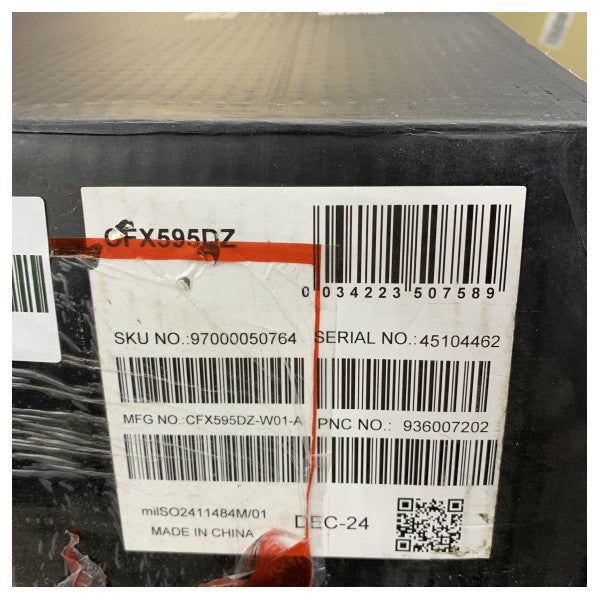 CFX595DZ
0 034223 507589
SKU NO.:97000050764
SERIAL NO.:45104462
MFG NO.:CFX595DZ-W01-A
PNC NO.: 936007202
milSO2411484M/01
DEC-24
MADE IN CHINA